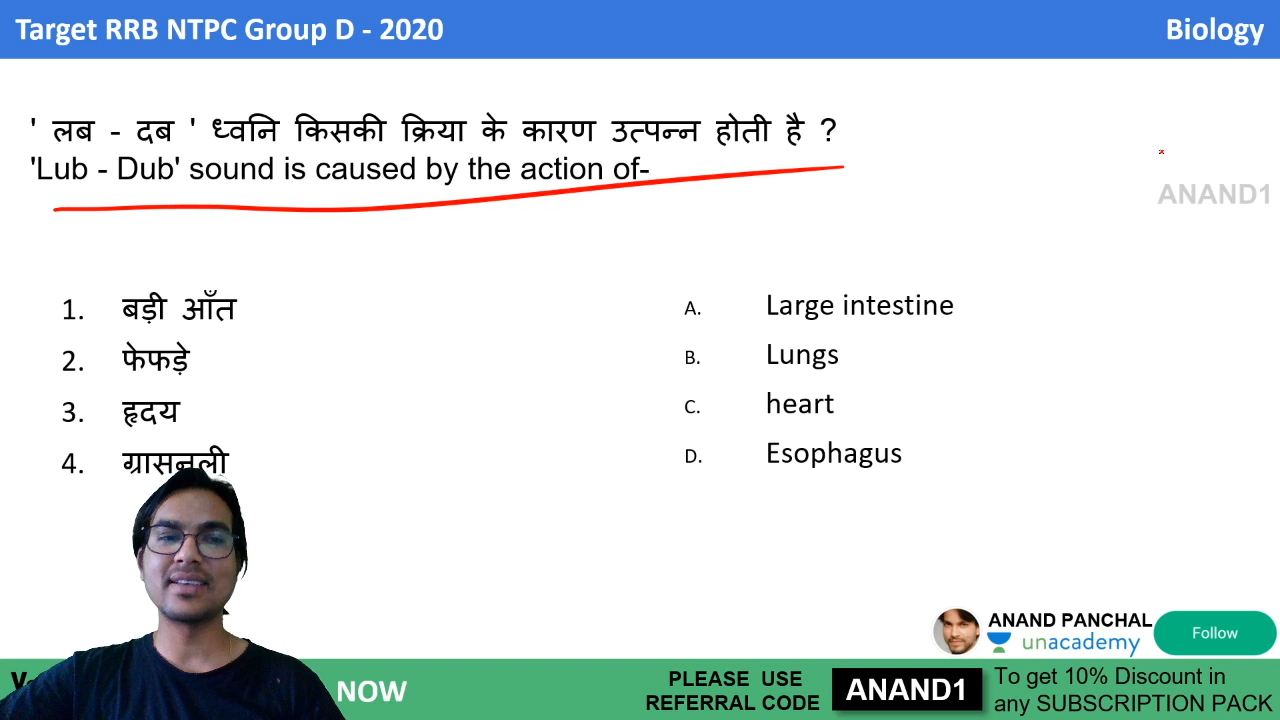 Target RRB NTPC Group D - 2020
Biology
' लब - दब ' ध्वनि किसकी क्रिया के कारण उत्पन्न होती है ?
'Lub - Dub' sound is caused by the action of-
ANAND1
1. बड़ी आँत
2. फेफड़े
3. हृदय
4. ग्रासनली
A. Large intestine
B. Lungs
C. heart
D. Esophagus
ANAND PANCHAL
unacademy
Follow
NOW
PLEASE USE
REFERRAL CODE
ANAND1
To get 10% Discount in
any SUBSCRIPTION PACK